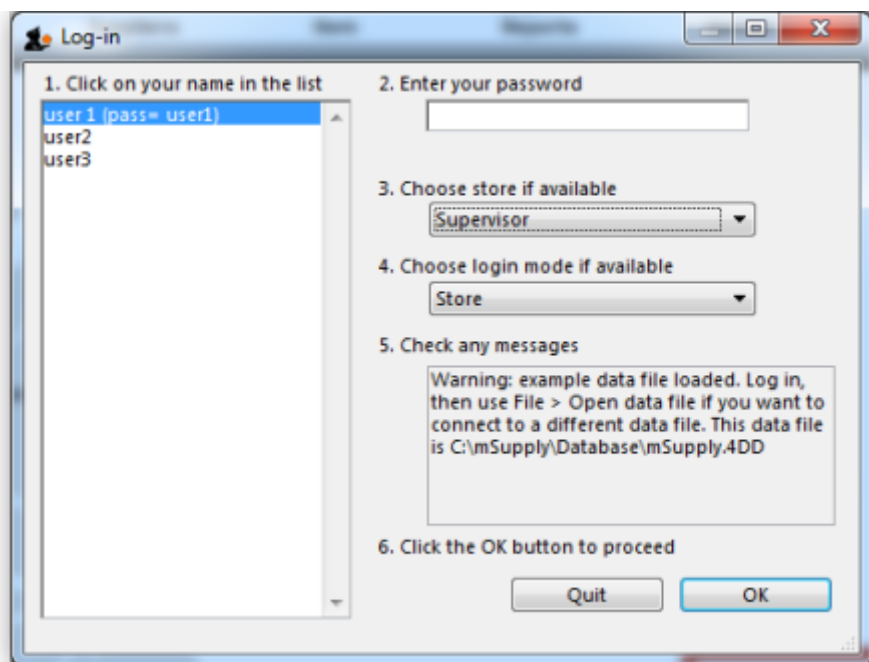 Log-in
1. Click on your name in the list
user 1 (pass= user1)
user2
user3
2. Enter your password
3. Choose store if available
Supervisor
4. Choose login mode if available
Store
5. Check any messages
Warning: example data file loaded. Log in,
then use File > Open data file if you want to
connect to a different data file. This data file
is C:\mSupply\Database\mSupply.4DD
6. Click the OK button to proceed
Quit
OK